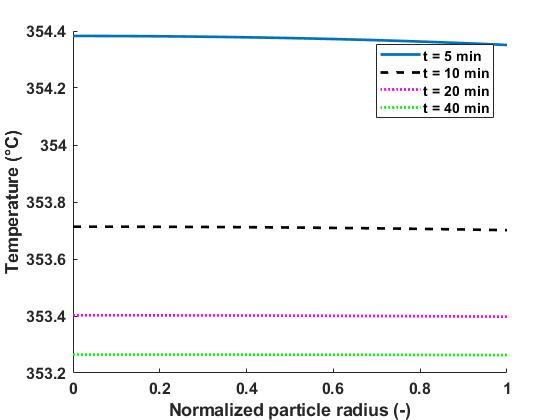 354.4
354.2
354
353.8
353.6
353.4
353.2
Temperature (°C)
t = 5 min
t = 10 min
t = 20 min
t = 40 min
0
0.2
0.4
0.6
0.8
1
Normalized particle radius (-)